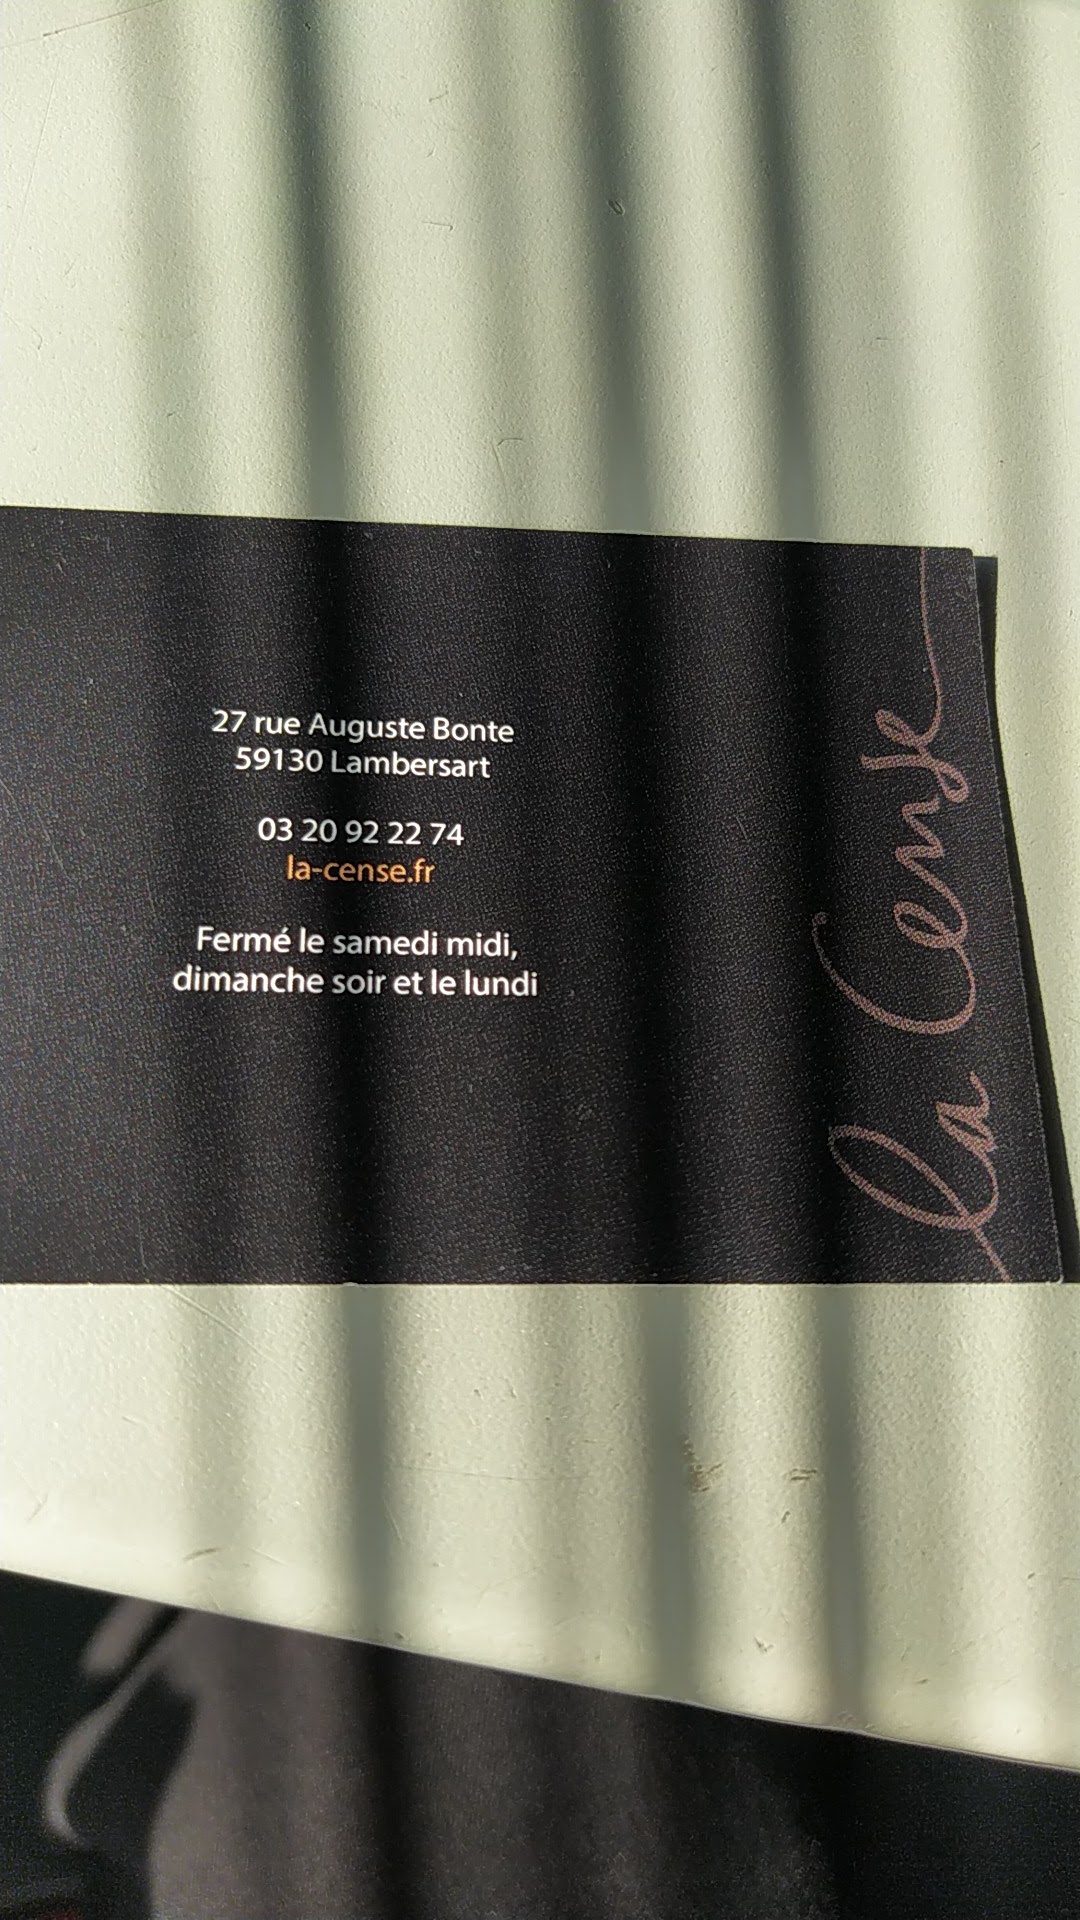 27 rue Auguste Bonte
59130 Lambersart
03 20 92 22 74
la-cense.fr
Fermé le samedi midi,
dimanche soir et le lundi
la Cense